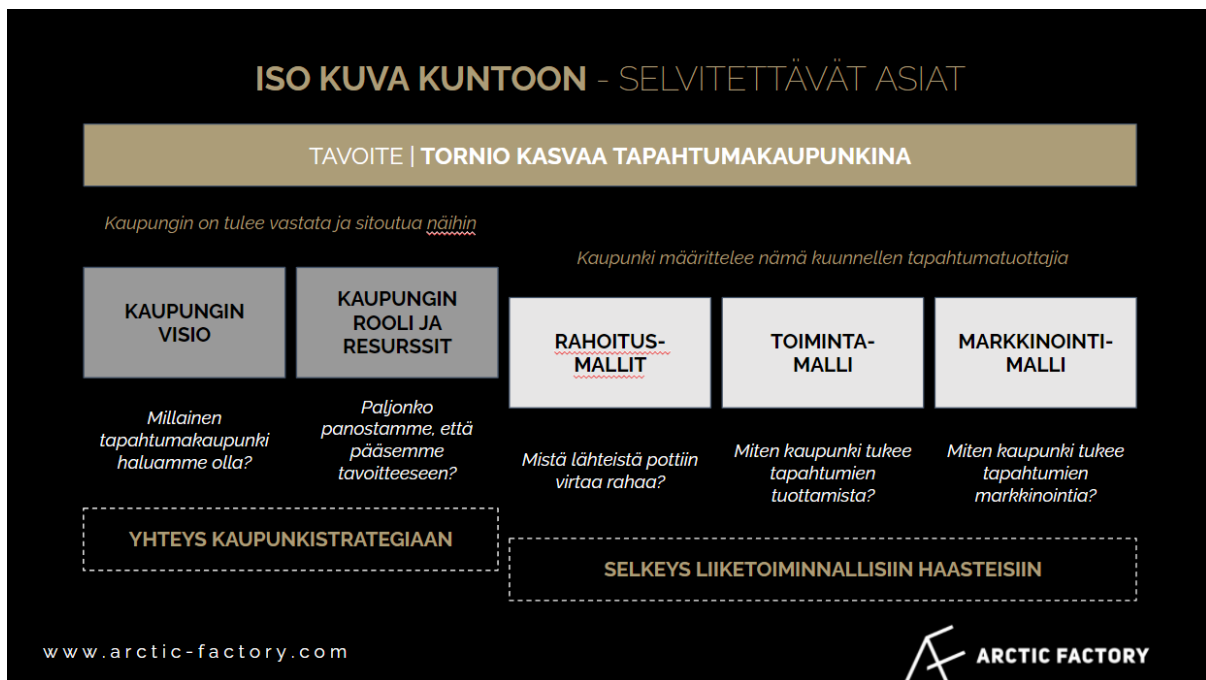 ISO KUVA KUNTOON - SELVITETTÄVÄT ASIAT
TAVOITE | TORNIO KASVAA TAPAHTUMAKAUPUNKINA
Kaupungin on tulee vastata ja sitoutua näihin
Kaupunki määrittelee nämä kuunnellen tapahtumatuottajia
KAUPUNGIN
VISIO
KAUPUNGIN
ROOLI JA
RESURSSIT
RAHOITUS-
MALLIT
TOIMINTA-
MALLI
MARKKINOINTI-
MALLI
Millainen
tapahtumakaupunki
haluamme olla?
Paljonko
panostamme, että
pääsemme
tavoitteeseen?
Mistä lähteistä pottiin
virtaa rahaa?
Miten kaupunki tukee
tapahtumien
tuottamista?
Miten kaupunki tukee
tapahtumien
markkinointia?
YHTEYS KAUPUNKISTRATEGIAAN
SELKEYS LIIKETOIMINNALLISIIN HAASTEISIIN
www.arctic-factory.com
ARCTIC FACTORY